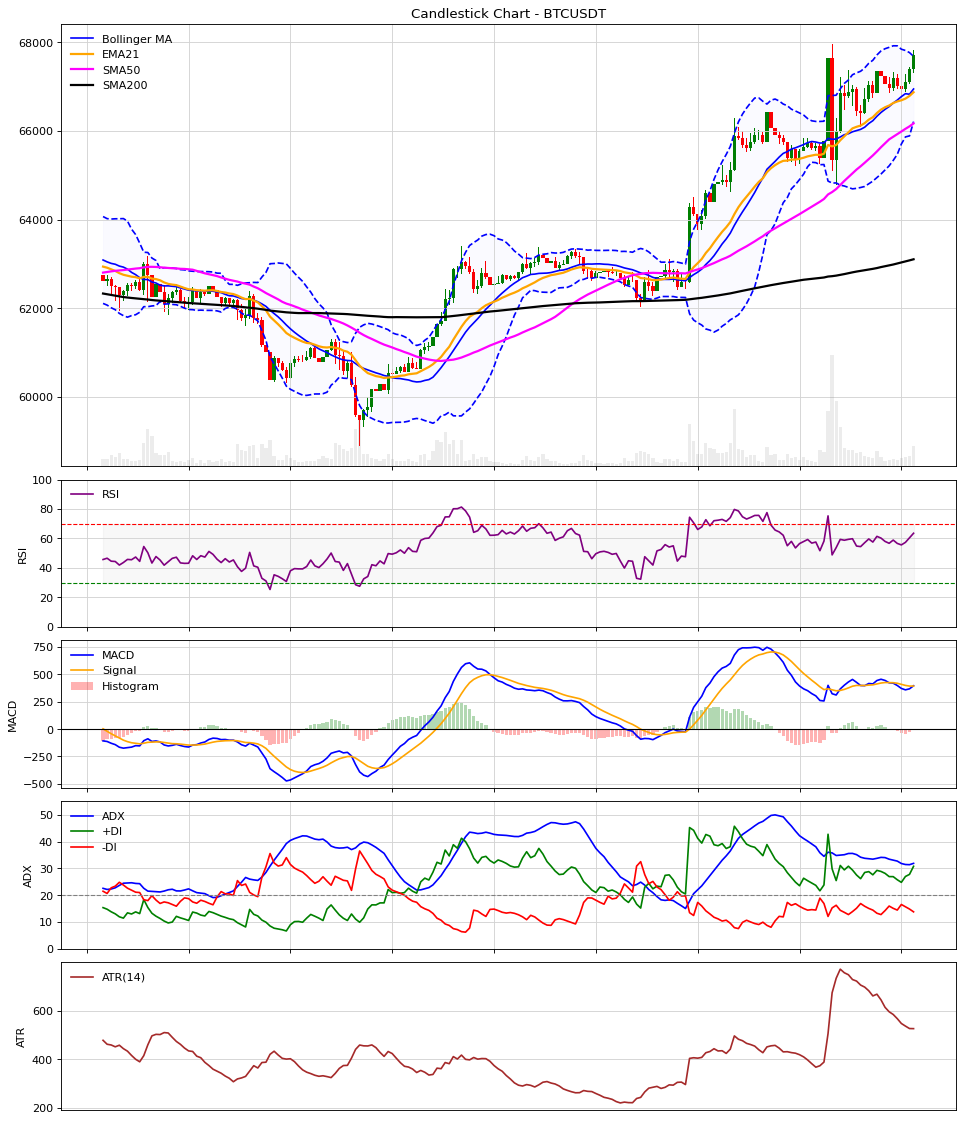 Candlestick Chart - BTCUSDT
Bollinger MA
EMA21
SMA50
SMA200
68000
66000
64000
62000
60000
RSI
RSI
100
80
60
40
20
0
MACD
Signal
Histogram
MACD
750
500
250
0
−250
−500
ADX
+DI
-DI
ADX
50
40
30
20
10
0
ATR(14)
ATR
600
400
200